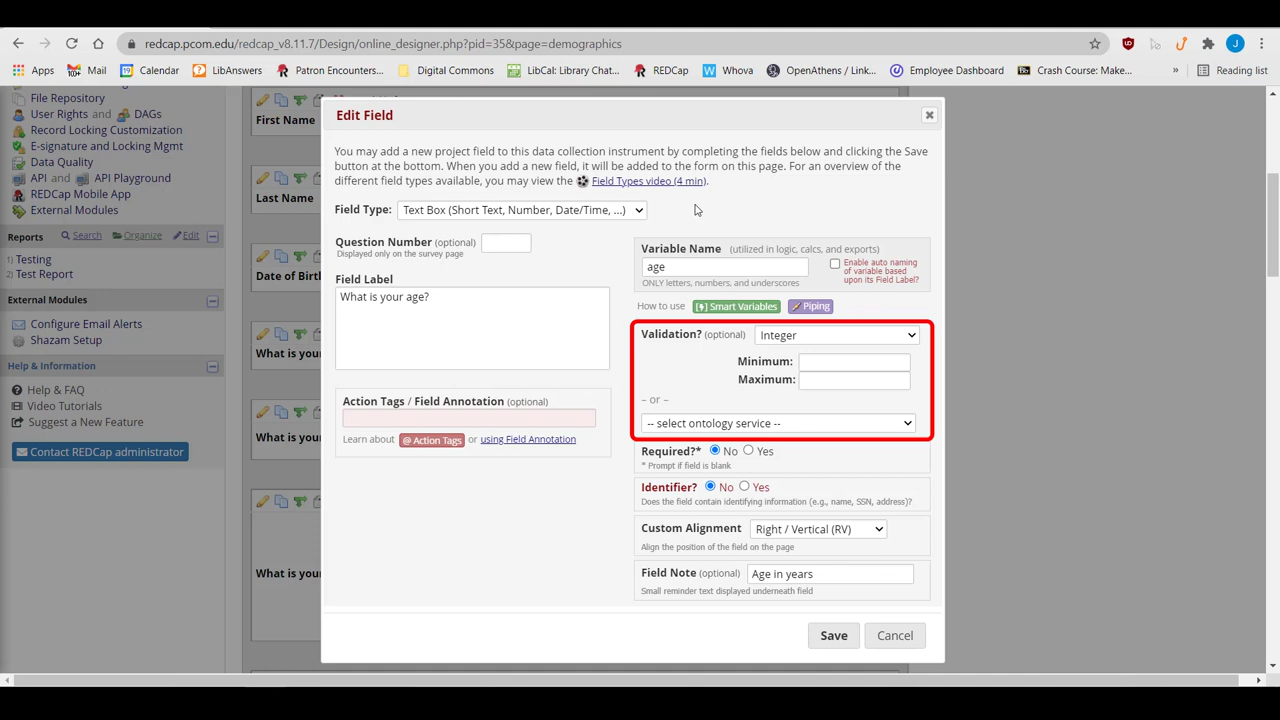 redcap.pcom.edu/redcap_v8.11.7/Design/online_designer.php?pid=35&page=demographics
J
Apps
10+ Mail
19 Calendar
LibAnswers
Patron Encounters...
Digital Commons
LibCal: Library Chat...
REDCap
Whova
OpenAthens / Link...
Employee Dashboard
Crash Course: Make...
»
Reading list
File Repository
User Rights and DAGs
Record Locking Customization
E-signature and Locking Mgmt
Data Quality
API and API Playground
REDCap Mobile App
External Modules
Reports Search Organize Edit
1) Testing
2) Test Report
External Modules
Configure Email Alerts
Shazam Setup
Help & Information
Help & FAQ
Video Tutorials
Suggest a New Feature
Contact REDCap administrator
First Name
Last Name
Date of Birt
What is you
What is you
What is you
Edit Field
You may add a new project field to this data collection instrument by completing the fields below and clicking the Save
button at the bottom. When you add a new field, it will be added to the form on this page. For an overview of the
different field types available, you may view the Field Types video (4 min).
Field Type: Text Box (Short Text, Number, Date/Time, ...)
Question Number (optional)
Displayed only on the survey page
Field Label
What is your age?
Action Tags / Field Annotation (optional)
Learn about @ Action Tags or using Field Annotation
Variable Name (utilized in logic, calcs, and exports)
age
ONLY letters, numbers, and underscores
Enable auto naming
of variable based
upon its Field Label?
How to use [⚡] Smart Variables Piping
Validation? (optional) Integer
Minimum:
Maximum:
– or –
-- select ontology service --
Required?* No Yes
* Prompt if field is blank
Identifier? No Yes
Does the field contain identifying information (e.g., name, SSN, address)?
Custom Alignment Right / Vertical (RV)
Align the position of the field on the page
Field Note (optional) Age in years
Small reminder text displayed underneath field
Save Cancel